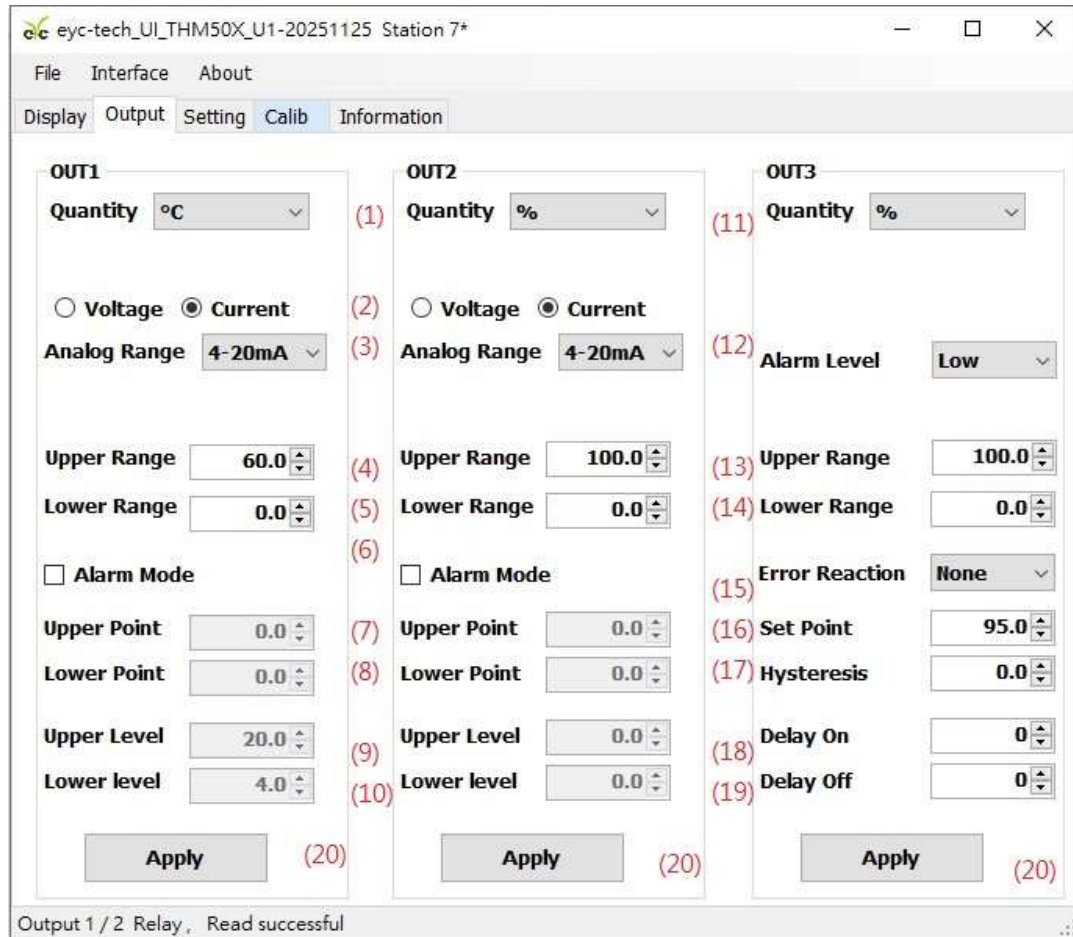 eyc-tech_UI_THM50X_U1-20251125 Station 7*
File Interface About
Display Output Setting Calib Information
OUT1
Quantity °C
Voltage Current
Analog Range 4-20mA
Upper Range 60.0
Lower Range 0.0
Alarm Mode
Upper Point 0.0
Lower Point 0.0
Upper Level 20.0
Lower level 4.0
Apply (20)
(1)
(2)
(3)
(4)
(5)
(6)
(7)
(8)
(9)
(10)
OUT2
Quantity %
Voltage Current
Analog Range 4-20mA
Upper Range 100.0
Lower Range 0.0
Alarm Mode
Upper Point 0.0
Lower Point 0.0
Upper Level 0.0
Lower level 0.0
Apply (20)
OUT3
(11) Quantity %
(12) Alarm Level Low
(13) Upper Range 100.0
(14) Lower Range 0.0
(15) Error Reaction None
(16) Set Point 95.0
(17) Hysteresis 0.0
(18) Delay On 0
(19) Delay Off 0
Apply (20)
Output 1 / 2 Relay , Read successful